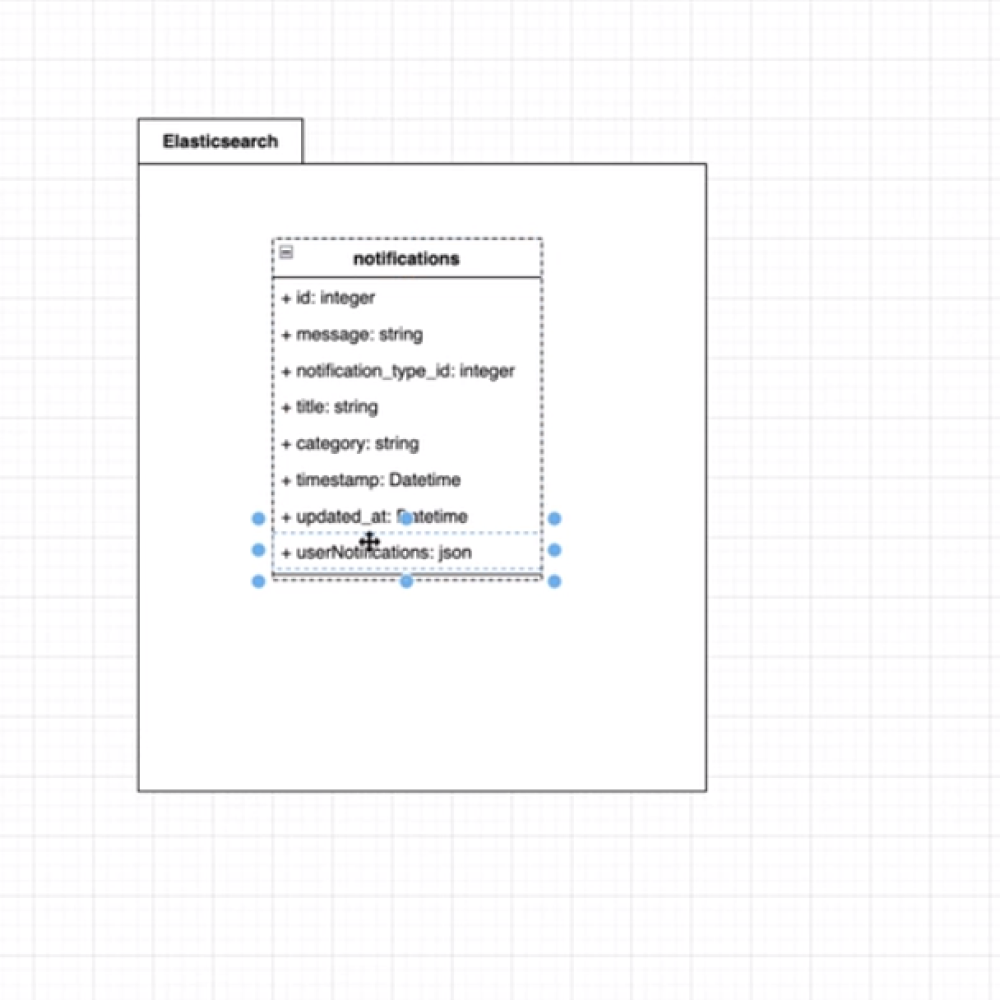 Elasticsearch
notifications
+ id: integer
+ message: string
+ notification_type_id: integer
+ title: string
+ category: string
+ timestamp: Datetime
+ updated_at: Datetime
+ userNotifications: json